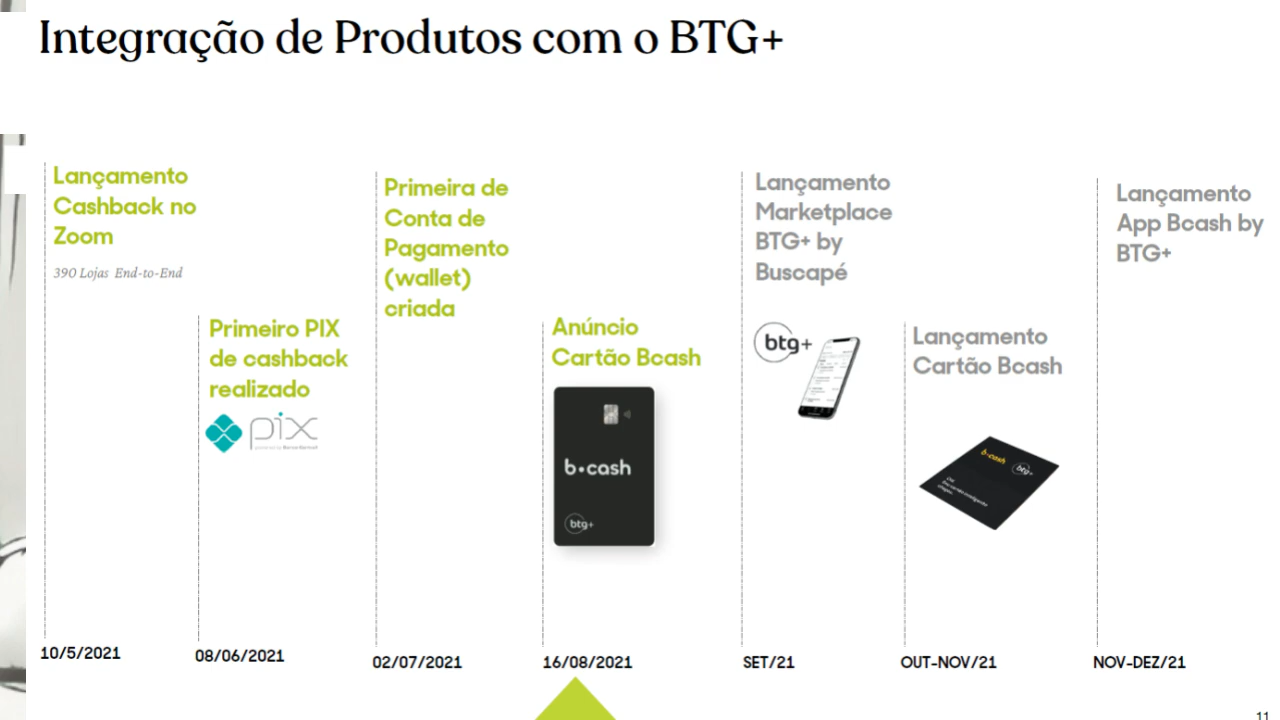 Integração de Produtos com o BTG+
Lançamento
Cashback no
Zoom
390 Lojas End-to-End
Primeiro PIX
de cashback
realizado
pix
Primeira de
Conta de
Pagamento
(wallet)
criada
Anúncio
Cartão Bcash
b•cash
btg+
Lançamento
Marketplace
BTG+ by
Buscapé
btg+
Lançamento
Cartão Bcash
b•cash
btg+
Lançamento
App Bcash by
BTG+
10/5/2021
08/06/2021
02/07/2021
16/08/2021
SET/21
OUT-NOV/21
NOV-DEZ/21
11